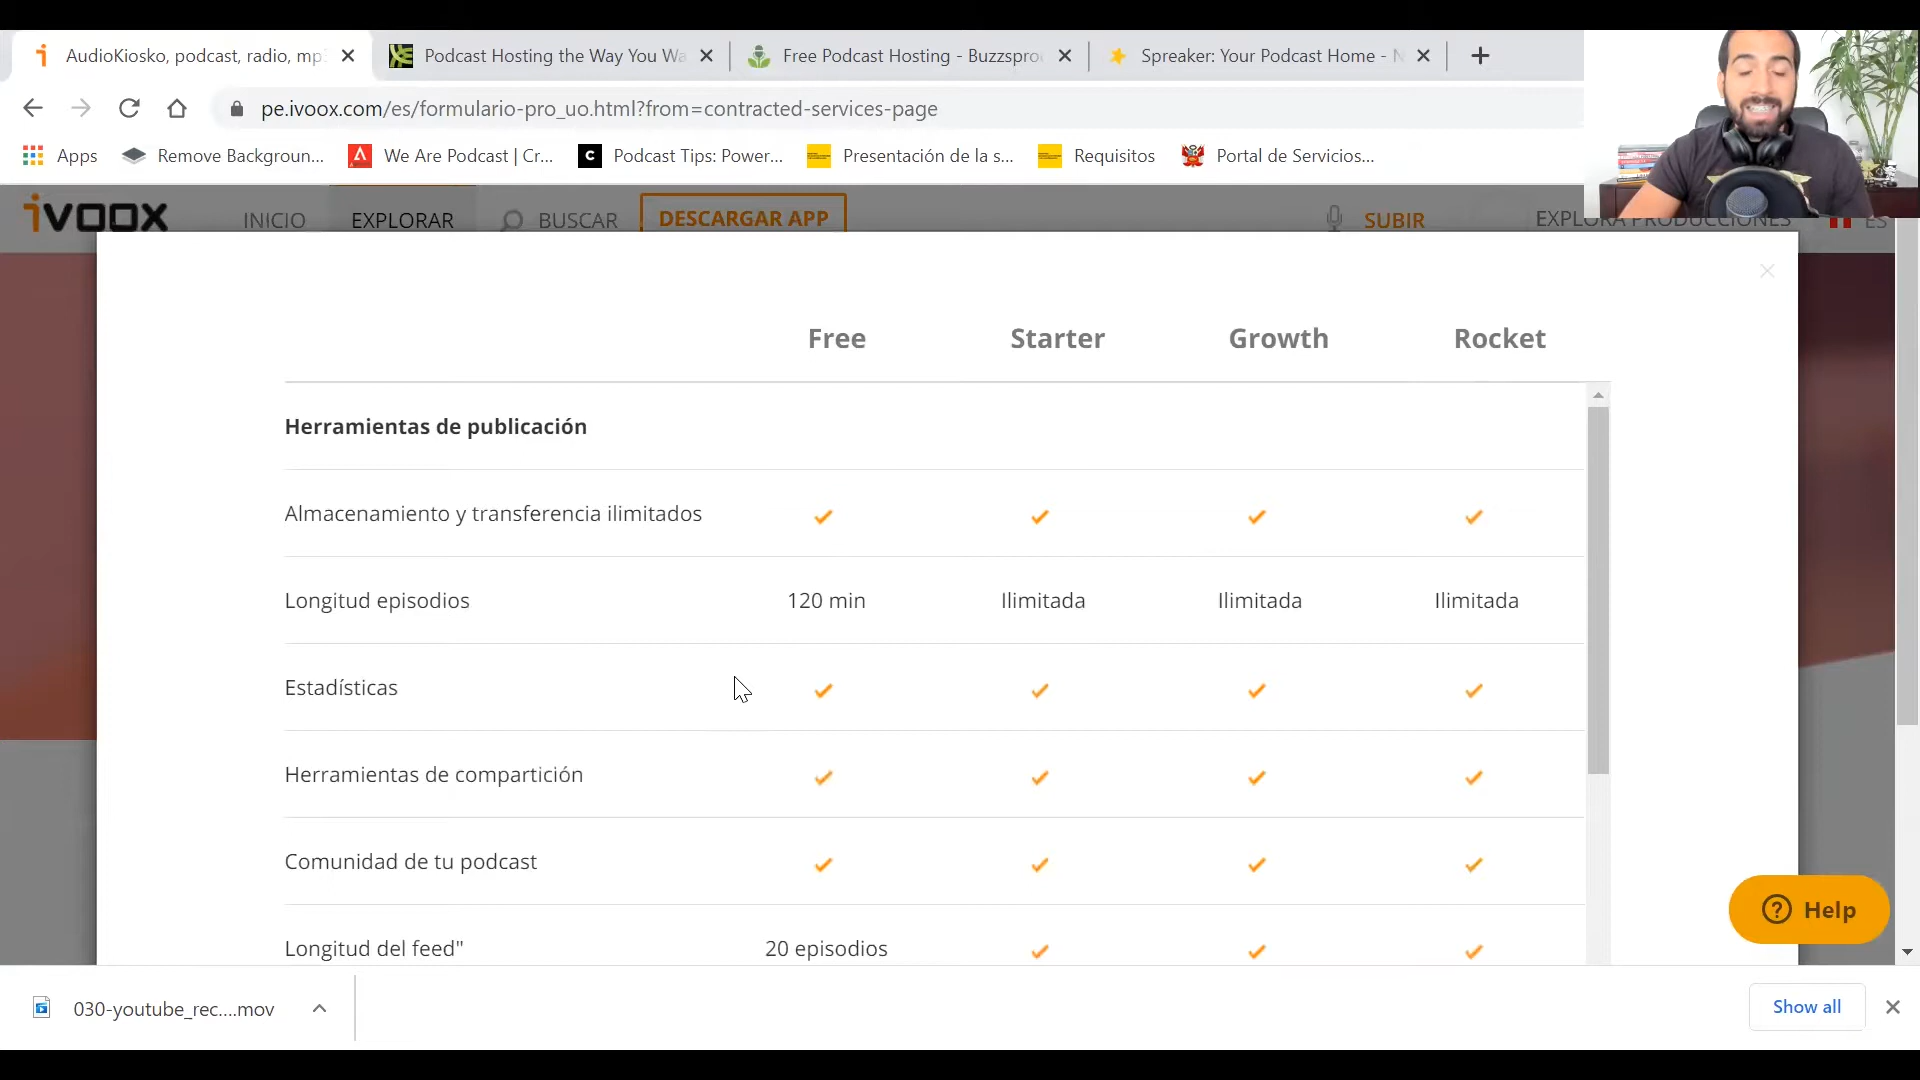 AudioKiosko, podcast, radio, mp
Podcast Hosting the Way You Wa
Free Podcast Hosting - Buzzspro
Spreaker: Your Podcast Home - N
pe.ivoox.com/es/formulario-pro_uo.html?from=contracted-services-page
Apps
Remove Backgroun...
We Are Podcast | Cr...
Podcast Tips: Power...
Presentación de la s...
Requisitos
Portal de Servicios...
ivoox INICIO EXPLORAR BUSCAR DESCARGAR APP SUBIR EXPLORA PRODUCCIONES ES
Free Starter Growth Rocket
Herramientas de publicación
Almacenamiento y transferencia ilimitados
Longitud episodios 120 min Ilimitada Ilimitada Ilimitada
Estadísticas
Herramientas de compartición
Comunidad de tu podcast
Longitud del feed" 20 episodios
? Help
030-youtube_rec....mov
Show all